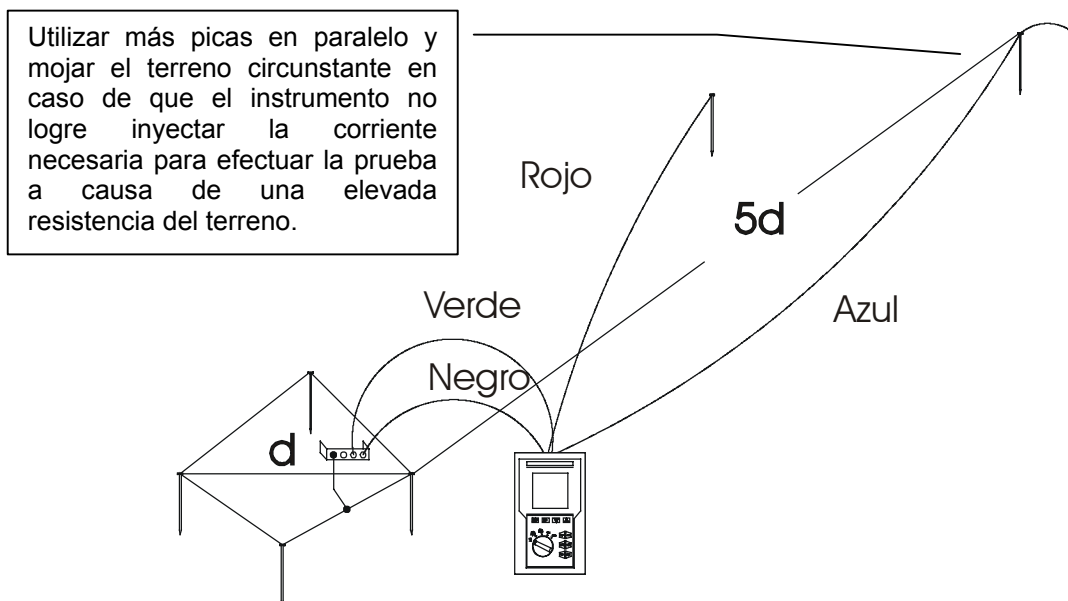 Utilizar más picas en paralelo y
mojar el terreno circunstante en
caso de que el instrumento no
logre inyectar la corriente
necesaria para efectuar la prueba
a causa de una elevada
resistencia del terreno.
Rojo
5d
Azul
Verde
Negro
d